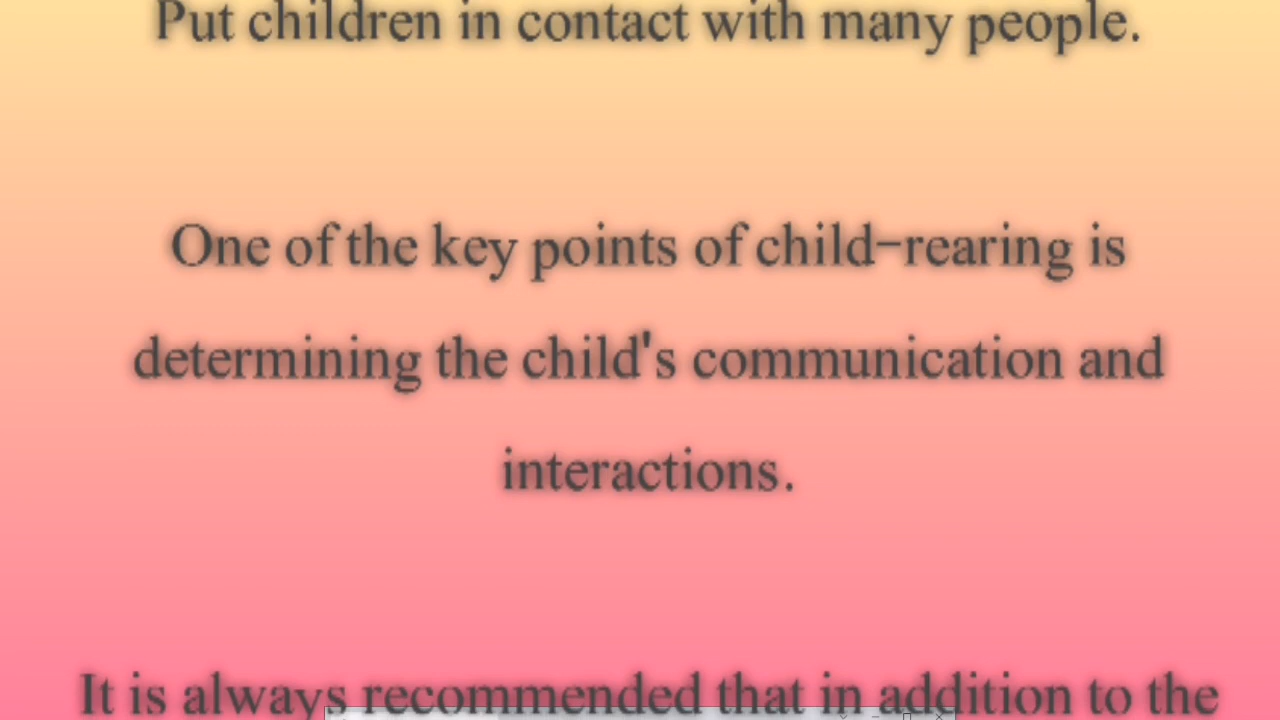 Put children in contact with many people.
One of the key points of child-rearing is
determining the child's communication and
interactions.
It is always recommended that in addition to the